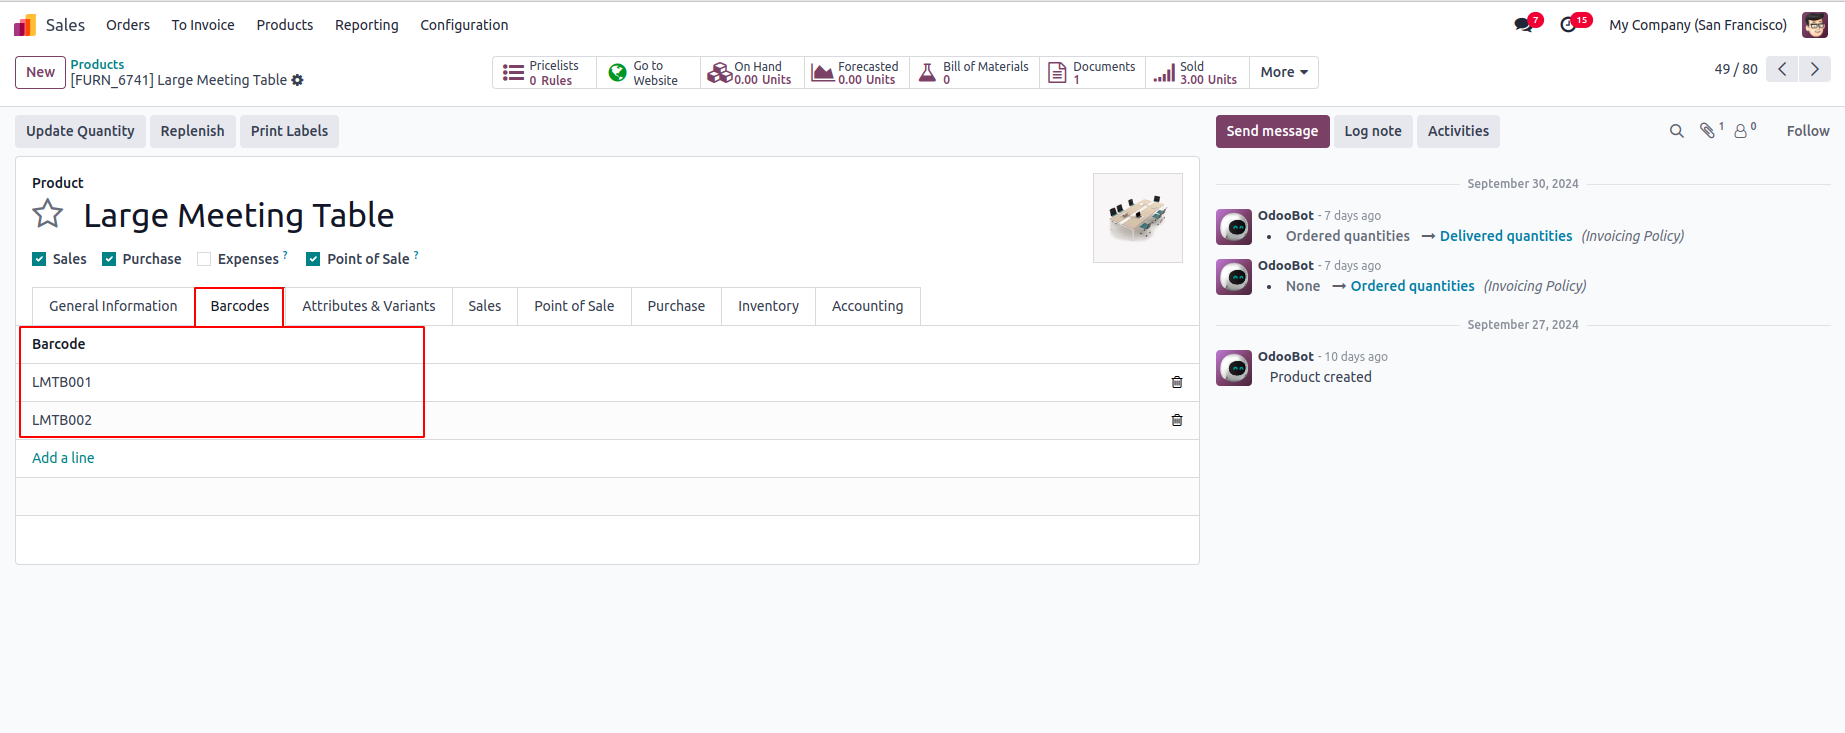 Sales Orders To Invoice Products Reporting Configuration 7 15 My Company (San Francisco)
New Products
[FURN_6741] Large Meeting Table
Pricelists 0 Rules
Go to Website
On Hand 0.00 Units
Forecasted 0.00 Units
Bill of Materials 0
Documents 1
Sold 3.00 Units
More
49 / 80
Update Quantity Replenish Print Labels
Send message Log note Activities 1 0 Follow
Product
Large Meeting Table
Sales Purchase Expenses ? Point of Sale ?
General Information Barcodes Attributes & Variants Sales Point of Sale Purchase Inventory Accounting
Barcode
LMTB001
LMTB002
Add a line
September 30, 2024
OdooBot - 7 days ago
• Ordered quantities → Delivered quantities (Invoicing Policy)
OdooBot - 7 days ago
• None → Ordered quantities (Invoicing Policy)
September 27, 2024
OdooBot - 10 days ago
Product created